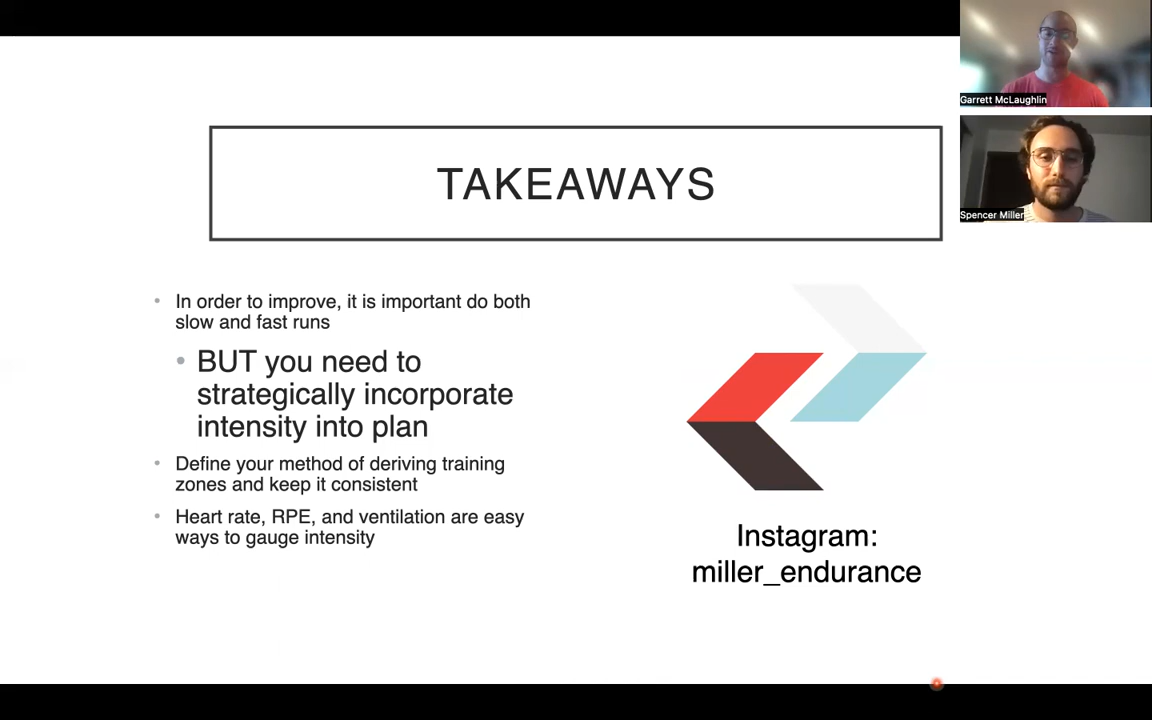 Garrett McLaughlin
Spencer Miller
TAKEAWAYS
In order to improve, it is important do both
slow and fast runs
BUT you need to
strategically incorporate
intensity into plan
Define your method of deriving training
zones and keep it consistent
Heart rate, RPE, and ventilation are easy
ways to gauge intensity
Instagram:
miller_endurance